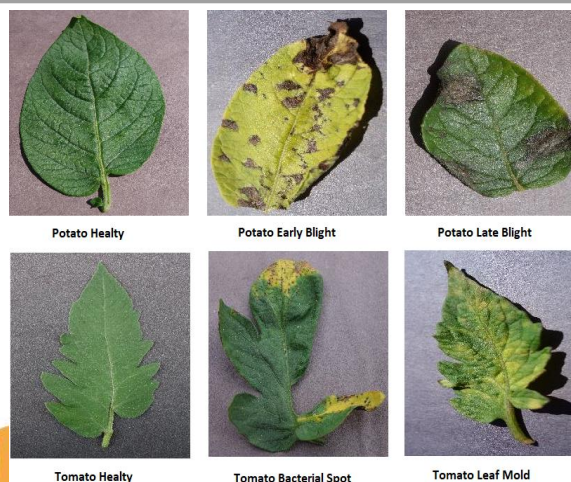 Potato Healty
Potato Early Blight
Potato Late Blight
Tomato Healty
Tomato Bacterial Spot
Tomato Leaf Mold